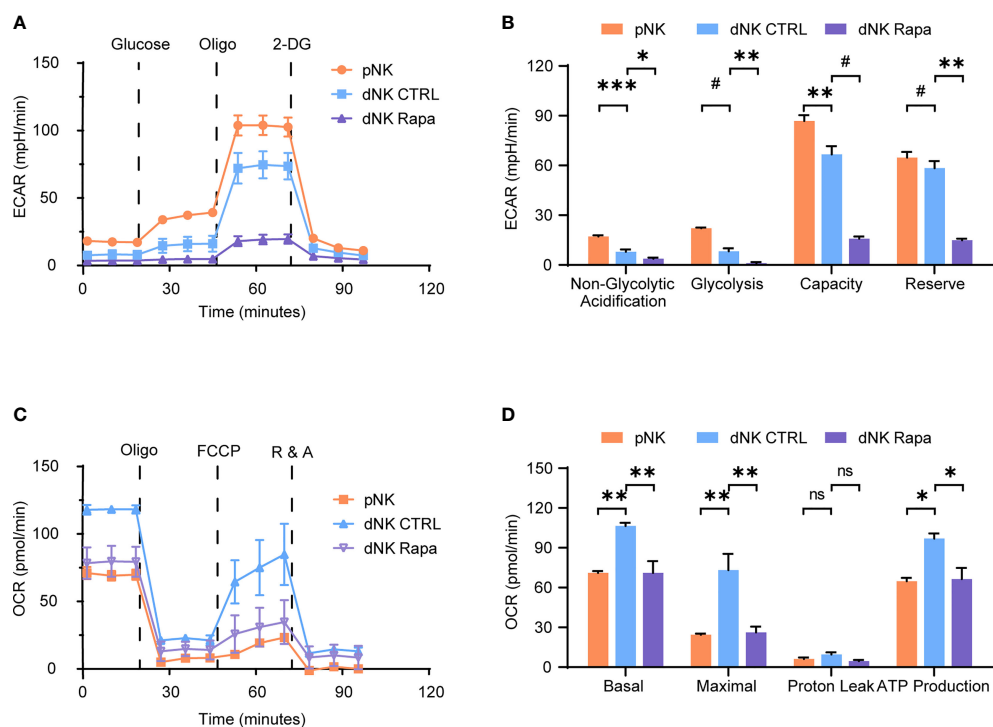 A
Glucose Oligo 2-DG
pNK
dNK CTRL
dNK Rapa
150
100
50
0
ECAR (mpH/min)
0 30 60 90 120
Time (minutes)
B
pNK dNK CTRL dNK Rapa
120
90
60
30
0
ECAR (mpH/min)
*** * # ** ** # # **
Non-Glycolytic
Acidification
Glycolysis Capacity Reserve
C
Oligo FCCP R & A
pNK
dNK CTRL
dNK Rapa
150
100
50
0
OCR (pmol/min)
0 30 60 90 120
Time (minutes)
D
pNK dNK CTRL dNK Rapa
150
120
90
60
30
0
OCR (pmol/min)
** ** ** ** ns ns * *
Basal Maximal Proton Leak ATP Production